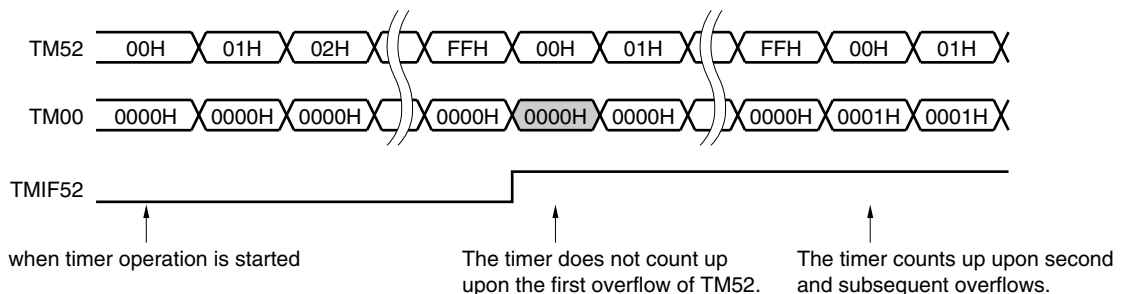 TM52 00H 01H 02H FFH 00H 01H FFH 00H 01H
TM00 0000H 0000H 0000H 0000H 0000H 0000H 0000H 0001H 0001H
TMIF52
when timer operation is started
The timer does not count up
upon the first overflow of TM52.
The timer counts up upon second
and subsequent overflows.